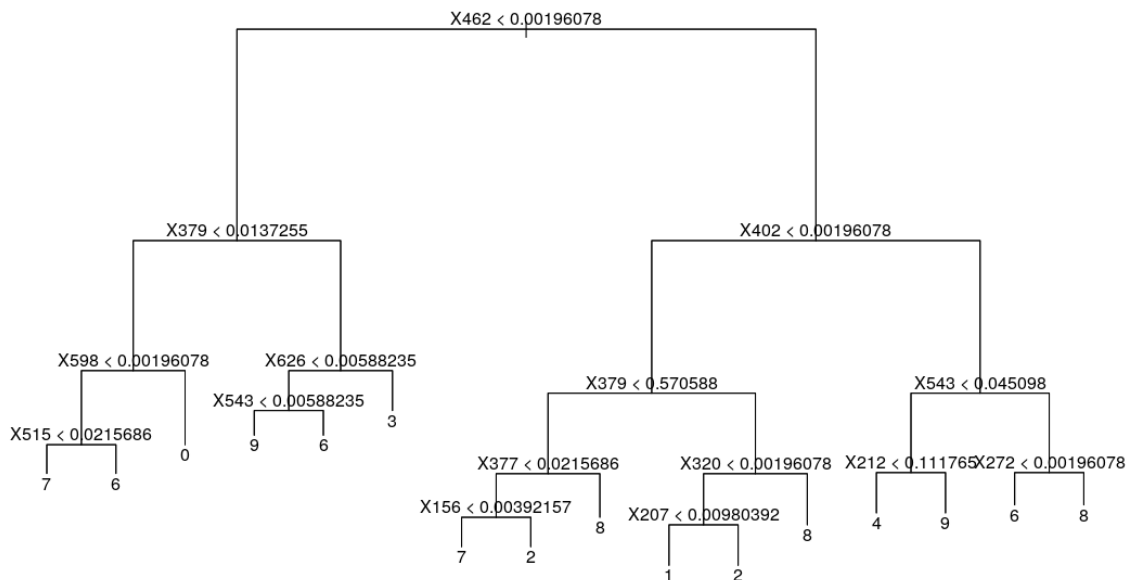 X462 < 0.00196078
X379 < 0.0137255
X402 < 0.00196078
X598 < 0.00196078
X626 < 0.00588235
X379 < 0.570588
X543 < 0.045098
X543 < 0.00588235
3
X515 < 0.0215686
0
9
6
X377 < 0.0215686
X320 < 0.00196078
X212 < 0.111765
X272 < 0.00196078
7
6
X156 < 0.00392157
8
X207 < 0.00980392
8
4
9
6
8
7
2
1
2